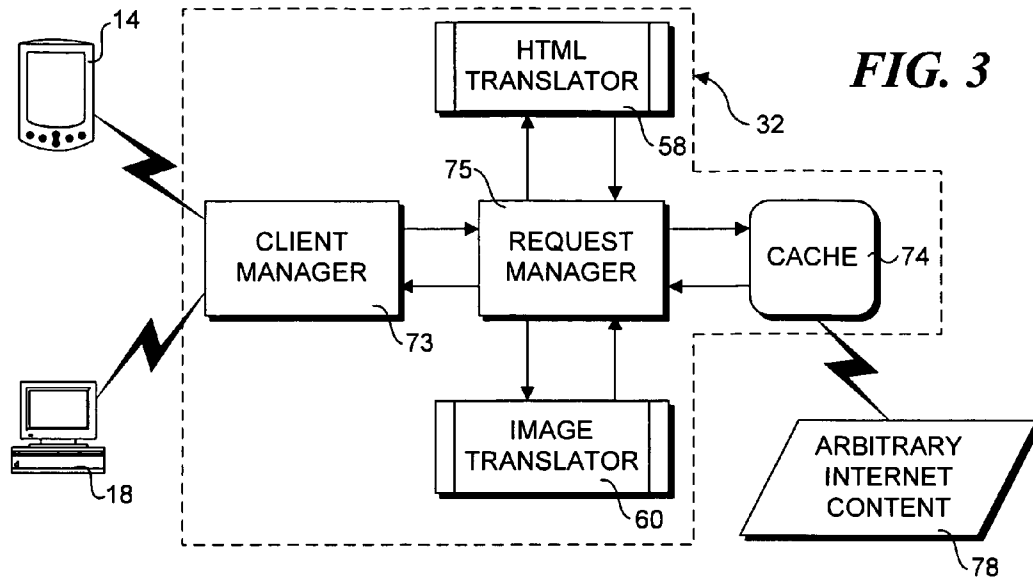 14
HTML
TRANSLATOR
58
FIG. 3
32
75
CLIENT
MANAGER
73
REQUEST
MANAGER
CACHE
74
18
IMAGE
TRANSLATOR
60
ARBITRARY
INTERNET
CONTENT
78